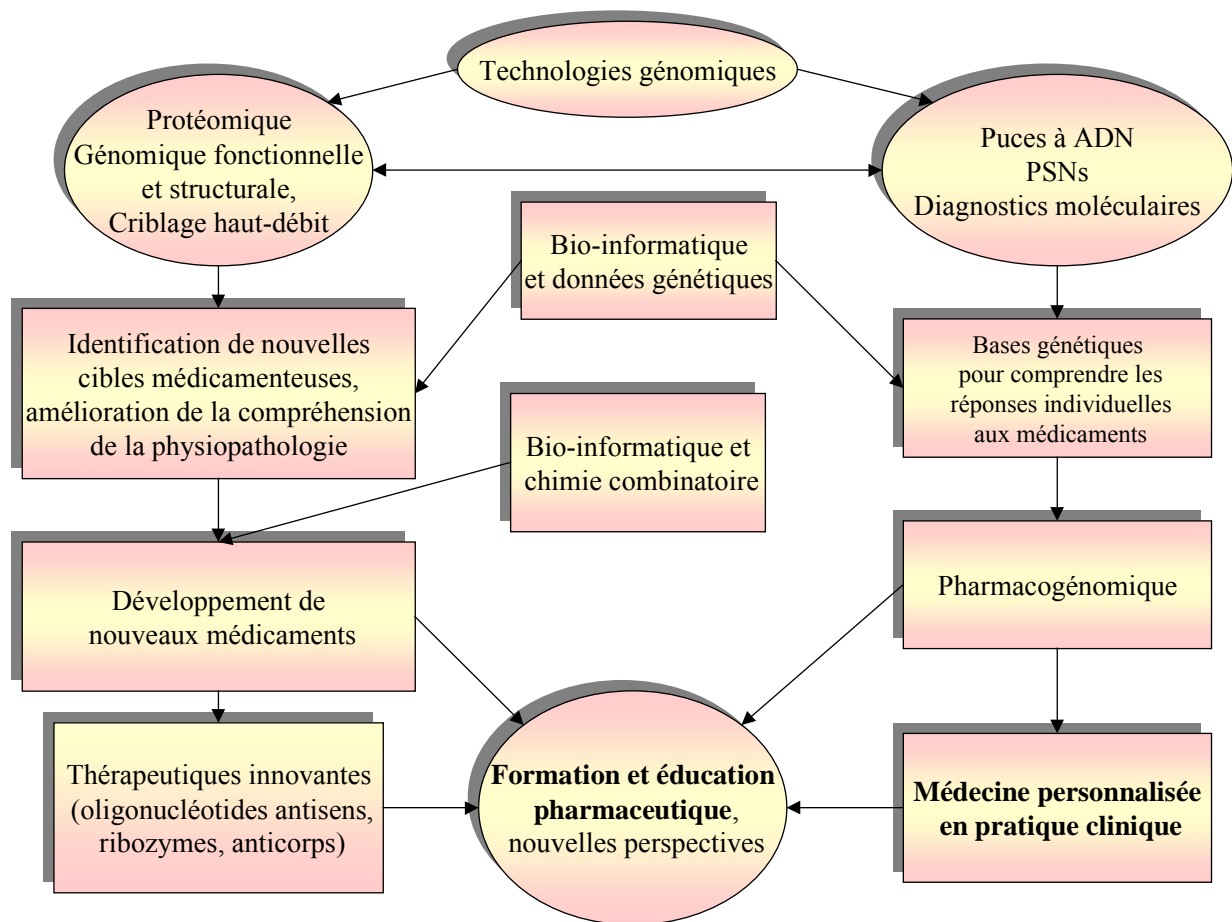 Technologies génomiques
Protéomique
Génomique fonctionnelle
et structurale,
Criblage haut-débit
Puces à ADN
PSNs
Diagnostics moléculaires
Bio-informatique
et données génétiques
Identification de nouvelles
cibles médicamenteuses,
amélioration de la compréhension
de la physiopathologie
Bases génétiques
pour comprendre les
réponses individuelles
aux médicaments
Bio-informatique et
chimie combinatoire
Développement de
nouveaux médicaments
Pharmacogénomique
Thérapeutiques innovantes
(oligonucléotides antisens,
ribozymes, anticorps)
Formation et éducation
pharmaceutique,
nouvelles perspectives
Médecine personnalisée
en pratique clinique